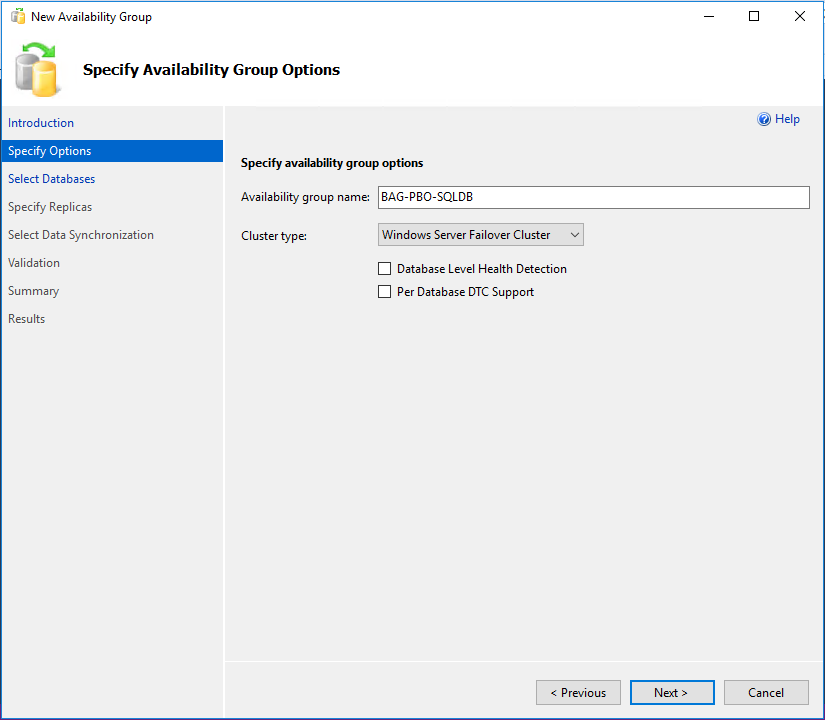 New Availability Group
Specify Availability Group Options
Introduction
Specify Options
Select Databases
Specify Replicas
Select Data Synchronization
Validation
Summary
Results
Help
Specify availability group options
Availability group name: BAG-PBO-SQLDB
Cluster type: Windows Server Failover Cluster
Database Level Health Detection
Per Database DTC Support
< Previous Next > Cancel